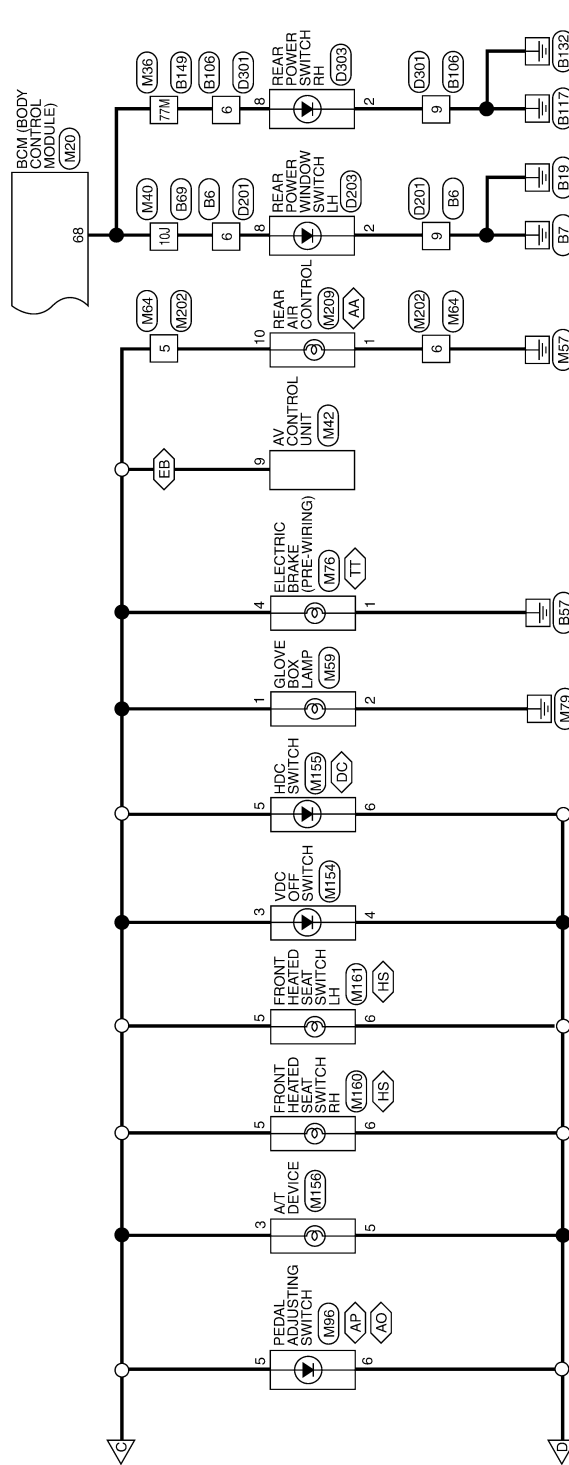 BCM (BODY
CONTROL
MODULE)
M20
68
M36
77M
B149
B106
6
D301
8
REAR
POWER
SWITCH
RH
D303
2
D301
9
B106
B117
B132
M40
10J
B69
B6
6
D201
8
REAR
POWER
WINDOW
SWITCH
LH
D203
2
D201
9
B6
B7
B19
M64
5
M202
10
REAR
AIR
CONTROL
M209
AA
1
M202
6
M64
M57
EB
9
AV
CONTROL
UNIT
M42
4
ELECTRIC
BRAKE
(PRE-WIRING)
M76
TT
1
B57
1
GLOVE
BOX
LAMP
M59
2
M79
5
HDC
SWITCH
M155
DC
6
3
VDC
OFF
SWITCH
M154
4
5
FRONT
HEATED
SEAT
SWITCH
LH
M161
HS
6
5
FRONT
HEATED
SEAT
SWITCH
RH
M160
HS
6
3
A/T
DEVICE
M156
5
5
PEDAL
ADJUSTING
SWITCH
M96
AP
AO
6
C
D